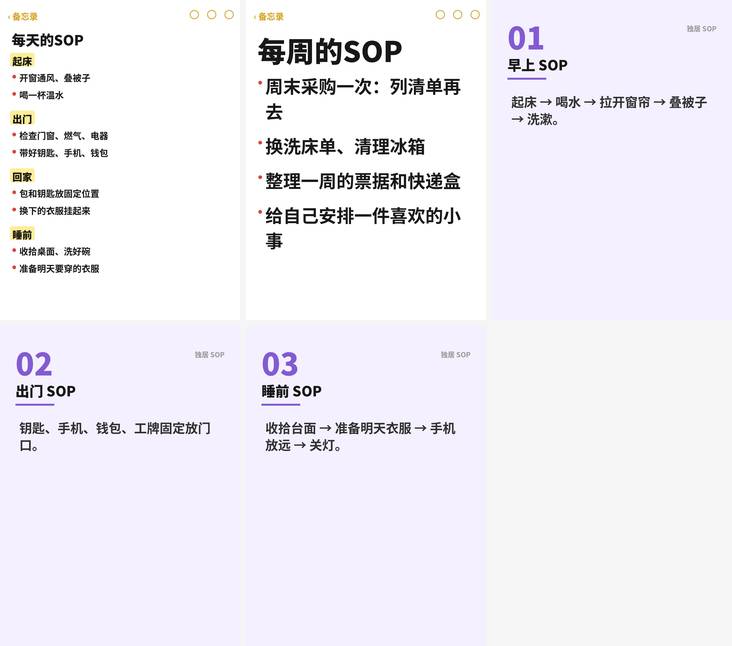 ‹ 备忘录
每天的SOP
起床
开窗通风、叠被子
喝一杯温水
出门
检查门窗、燃气、电器
带好钥匙、手机、钱包
回家
包和钥匙放固定位置
换下的衣服挂起来
睡前
收拾桌面、洗好碗
准备明天要穿的衣服
‹ 备忘录
每周的SOP
周末采购一次：列清单再
去
换洗床单、清理冰箱
整理一周的票据和快递盒
给自己安排一件喜欢的小
事
01
独居 SOP
早上 SOP
起床 → 喝水 → 拉开窗帘 → 叠被子
→ 洗漱。
02
独居 SOP
出门 SOP
钥匙、手机、钱包、工牌固定放门
口。
03
独居 SOP
睡前 SOP
收拾台面 → 准备明天衣服 → 手机
放远 → 关灯。